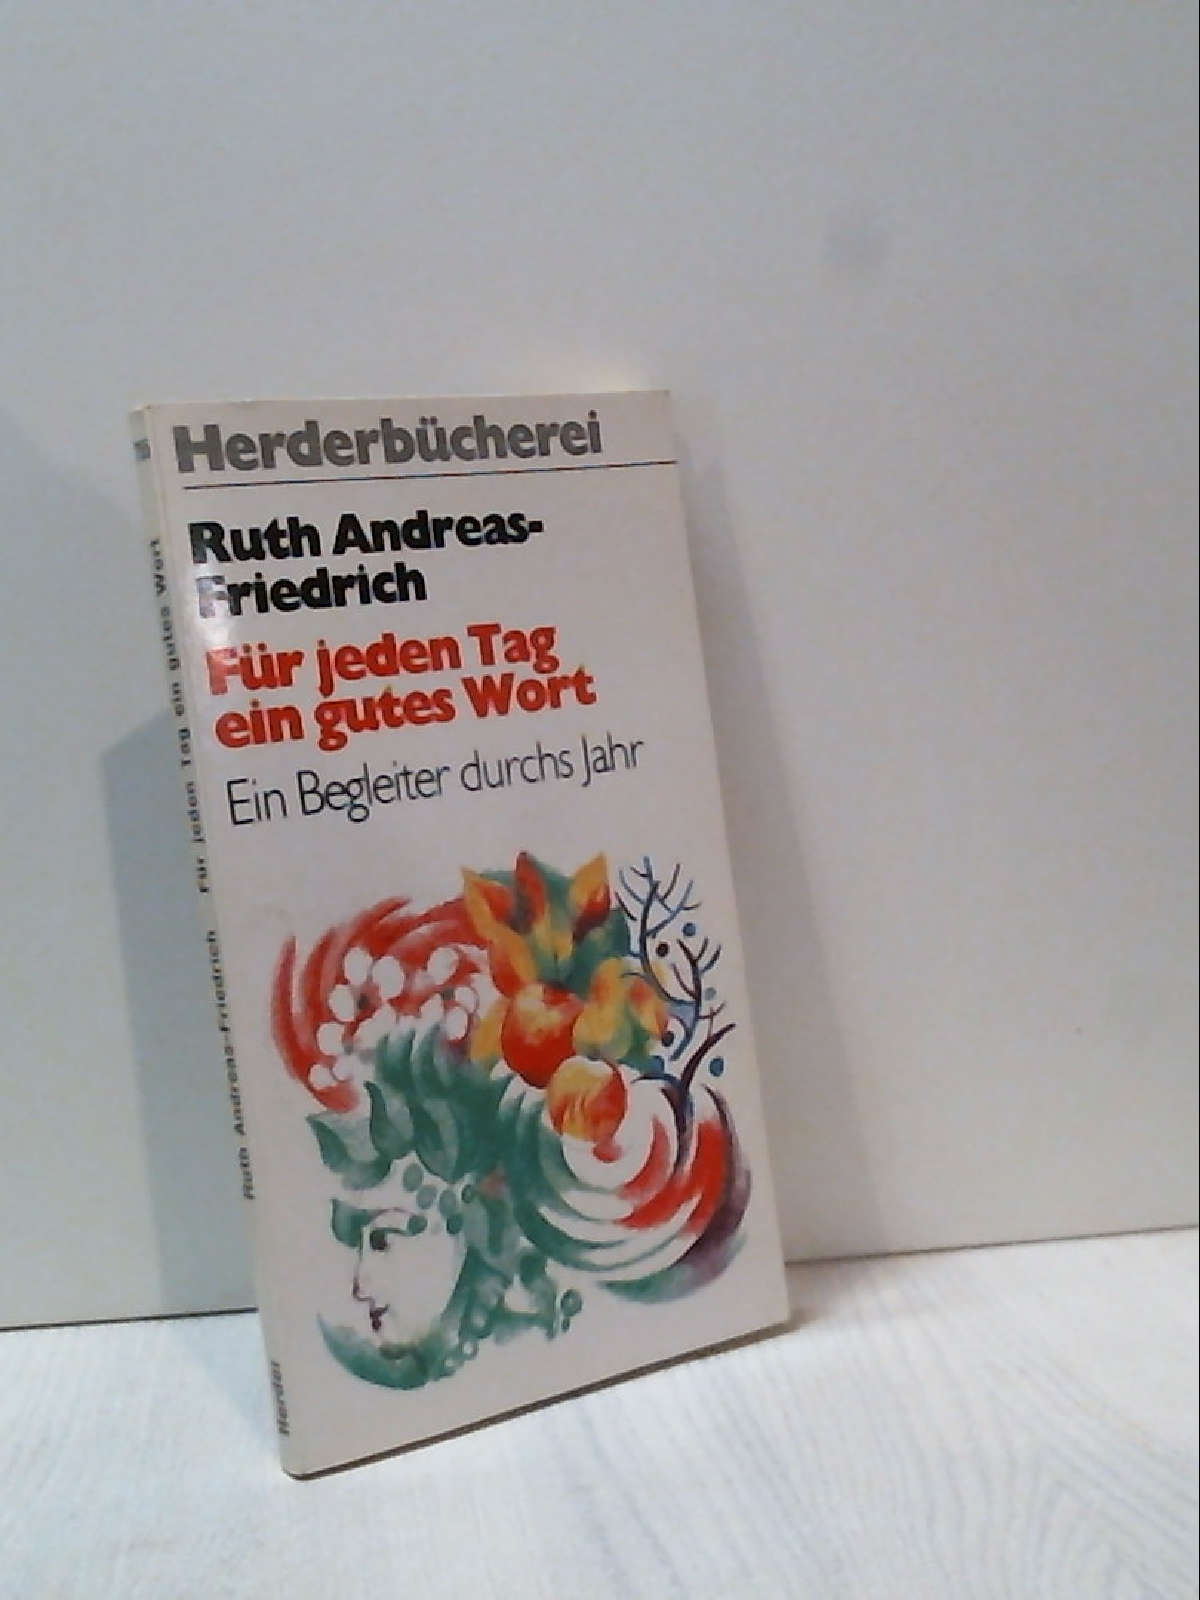 Herderbücherei
Ruth Andreas-
Friedrich
Für jeden Tag
ein gutes Wort
Ein Begleiter durchs Jahr
Ruth Andreas-Friedrich Für jeden Tag ein gutes Wort
Herder